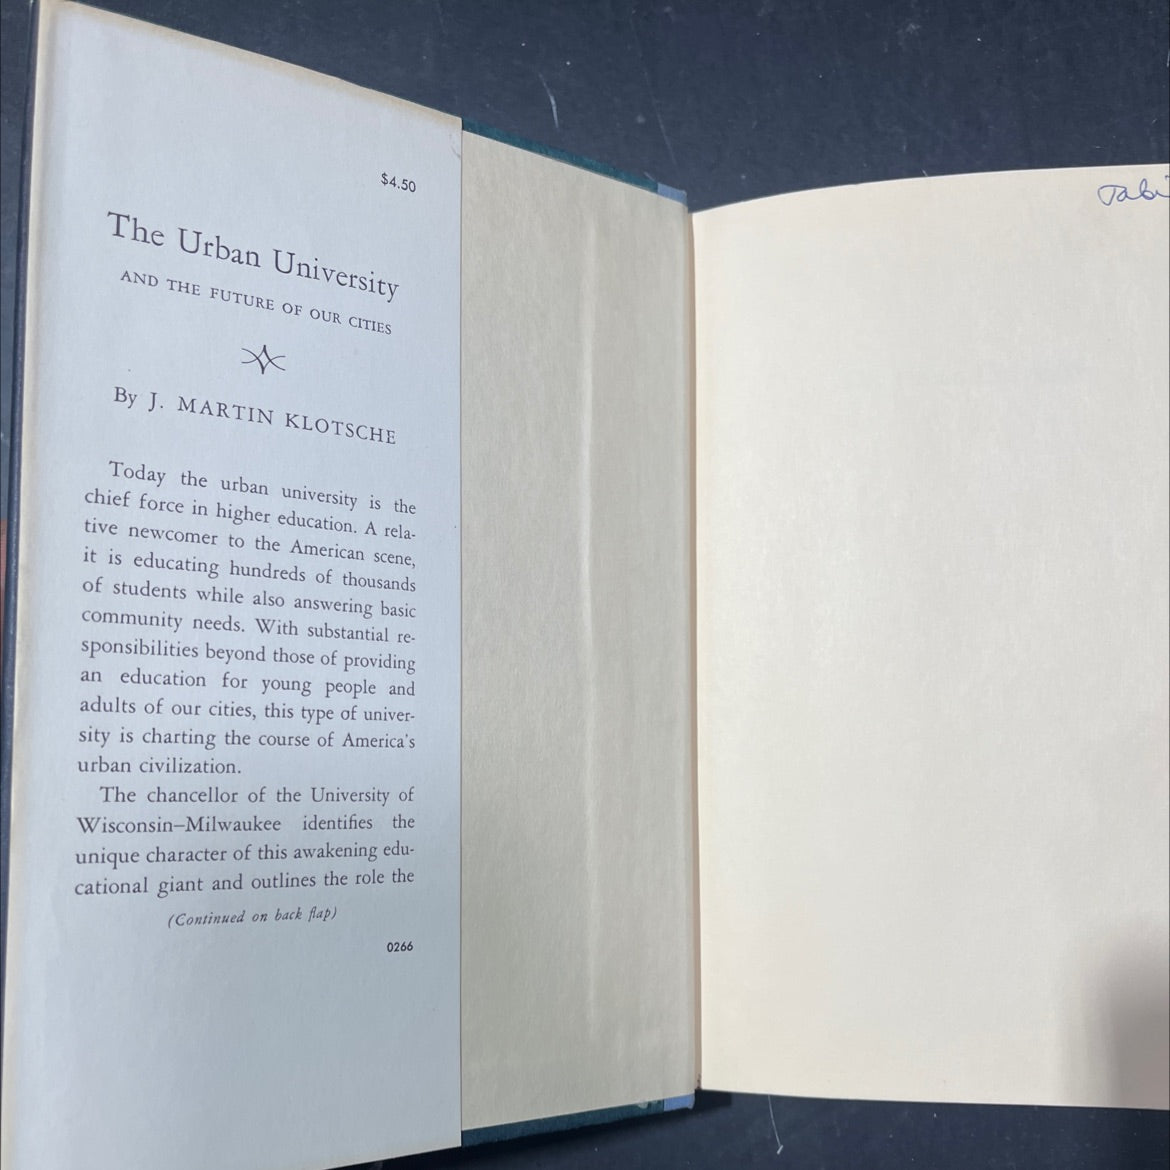 $4.50
The Urban University
AND THE FUTURE OF OUR CITIES
By J. MARTIN KLOTSCHE
Today the urban university is the
chief force in higher education. A rela-
tive newcomer to the American scene,
it is educating hundreds of thousands
of students while also answering basic
community needs. With substantial re-
sponsibilities beyond those of providing
an education for young people and
adults of our cities, this type of univer-
sity is charting the course of America's
urban civilization.
The chancellor of the University of
Wisconsin–Milwaukee identifies the
unique character of this awakening edu-
cational giant and outlines the role the
(Continued on back flap)
0266